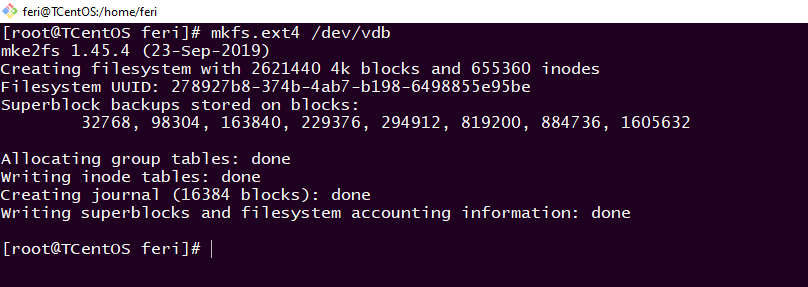 feri@TCentOS:/home/feri
[root@TCentOS feri]# mkfs.ext4 /dev/vdb
mke2fs 1.45.4 (23-Sep-2019)
Creating filesystem with 2621440 4k blocks and 655360 inodes
Filesystem UUID: 278927b8-374b-4ab7-b198-6498855e95be
Superblock backups stored on blocks:
        32768, 98304, 163840, 229376, 294912, 819200, 884736, 1605632

Allocating group tables: done
Writing inode tables: done
Creating journal (16384 blocks): done
Writing superblocks and filesystem accounting information: done

[root@TCentOS feri]#